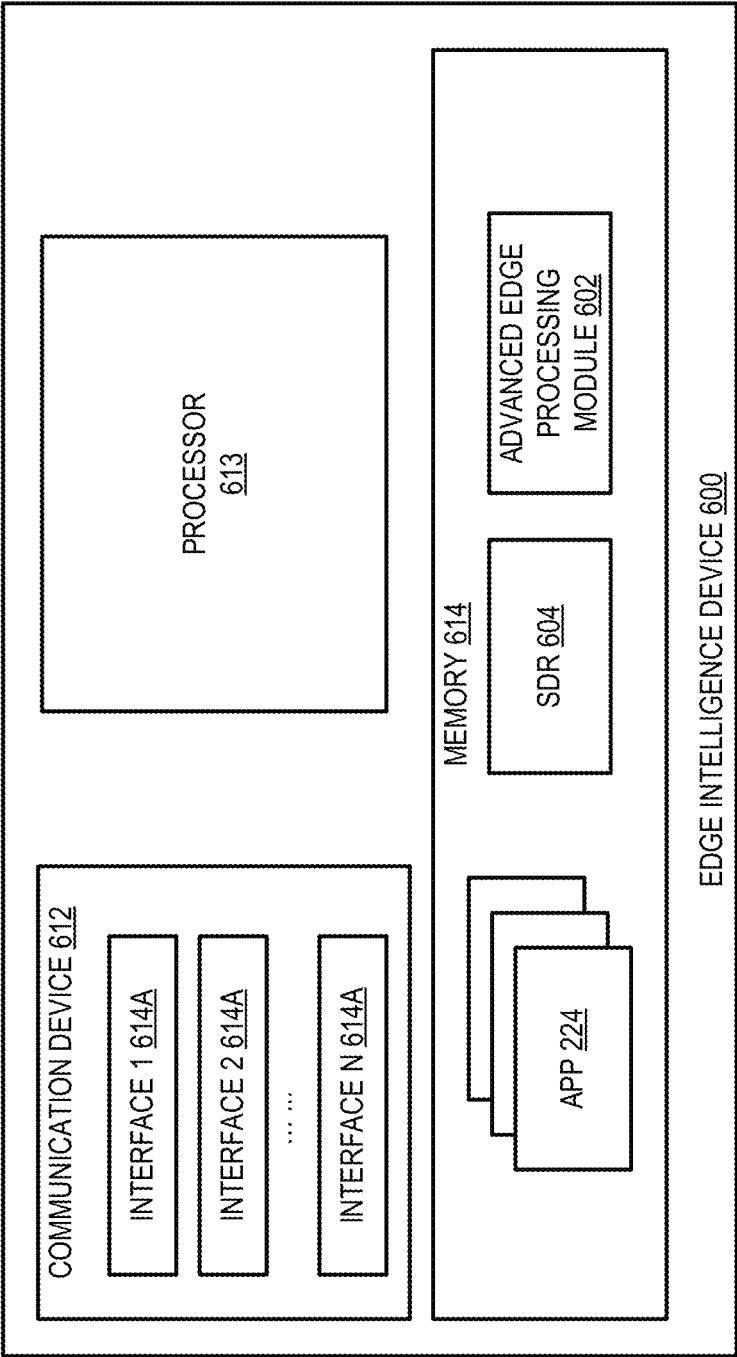 COMMUNICATION DEVICE 612
INTERFACE 1 614A
INTERFACE 2 614A
... ...
INTERFACE N 614A
PROCESSOR
613
MEMORY 614
APP 224
SDR 604
ADVANCED EDGE
PROCESSING
MODULE 602
EDGE INTELLIGENCE DEVICE 600